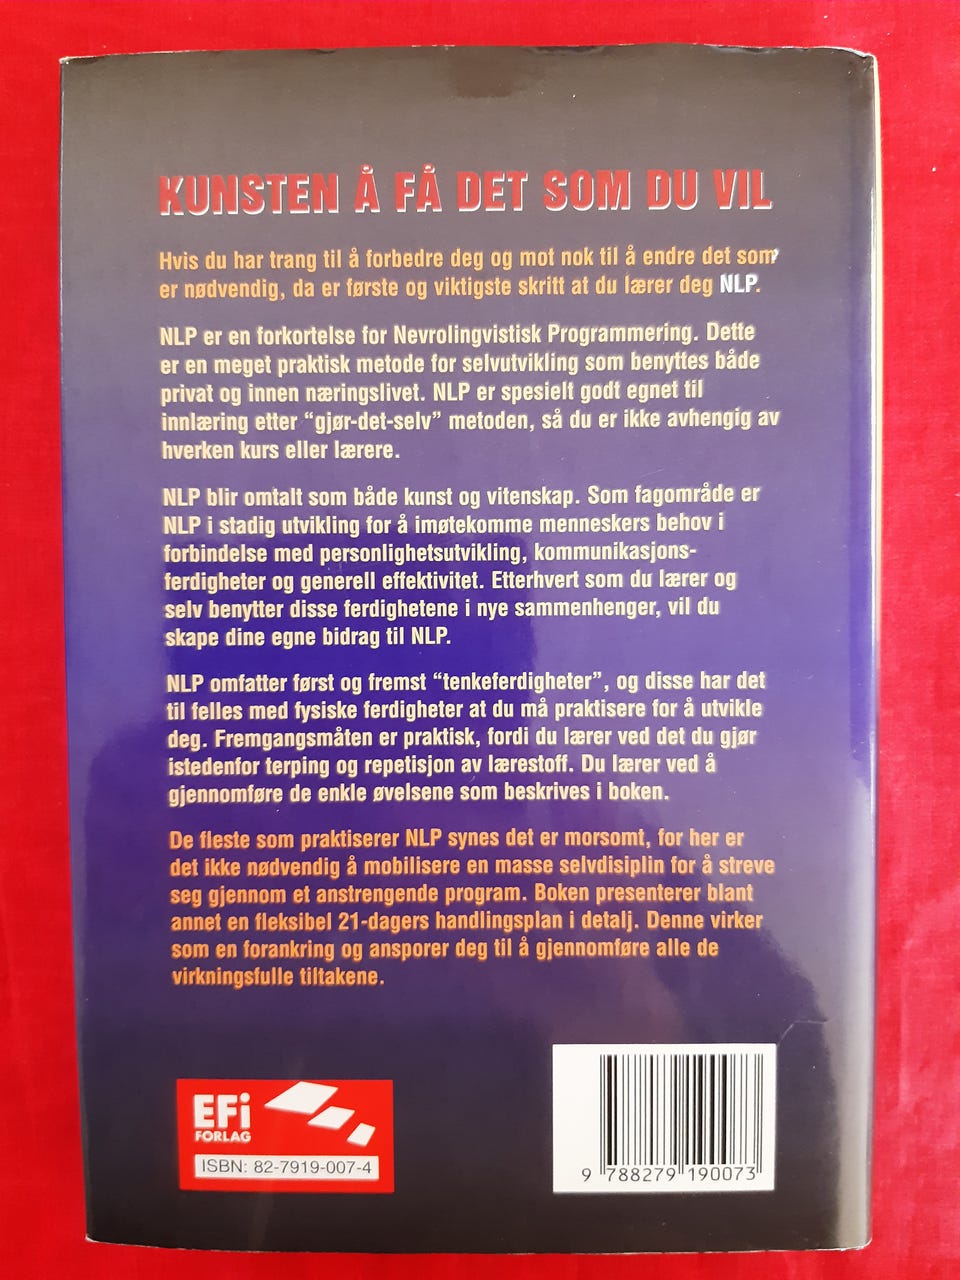 KUNSTEN Å FÅ DET SOM DU VIL
Hvis du har trang til å forbedre deg og mot nok til å endre det som
er nødvendig, da er første og viktigste skritt at du lærer deg NLP.
NLP er en forkortelse for Nevrolingvistisk Programmering. Dette
er en meget praktisk metode for selvutvikling som benyttes både
privat og innen næringslivet. NLP er spesielt godt egnet til
innlæring etter “gjør-det-selv” metoden, så du er ikke avhengig av
hverken kurs eller lærere.
NLP blir omtalt som både kunst og vitenskap. Som fagområde er
NLP i stadig utvikling for å imøtekomme menneskers behov i
forbindelse med personlighetsutvikling, kommunikasjons-
ferdigheter og generell effektivitet. Etterhvert som du lærer og
selv benytter disse ferdighetene i nye sammenhenger, vil du
skape dine egne bidrag til NLP.
NLP omfatter først og fremst “tenkeferdigheter”, og disse har det
til felles med fysiske ferdigheter at du må praktisere for å utvikle
deg. Fremgangsmåten er praktisk, fordi du lærer ved det du gjør
istedenfor terping og repetisjon av lærestoff. Du lærer ved å
gjennomføre de enkle øvelsene som beskrives i boken.
De fleste som praktiserer NLP synes det er morsomt, for her er
det ikke nødvendig å mobilisere en masse selvdisiplin for å streve
seg gjennom et anstrengende program. Boken presenterer blant
annet en fleksibel 21-dagers handlingsplan i detalj. Denne virker
som en forankring og ansporer deg til å gjennomføre alle de
virkningsfulle tiltakene.
EFi
FORLAG
ISBN: 82-7919-007-4
9 788279 190073